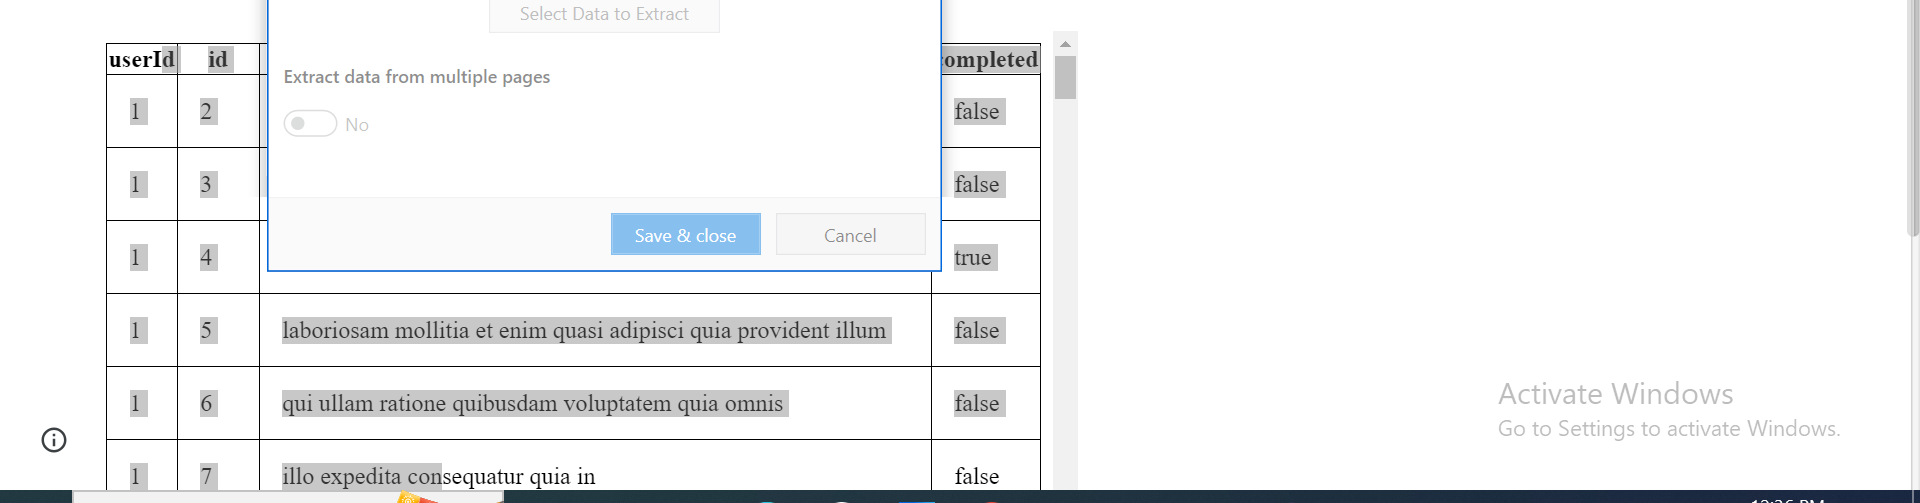 Select Data to Extract
Extract data from multiple pages
No
Save & close
Cancel
userId id completed
1 2 false
1 3 false
1 4 true
1 5 laboriosam mollitia et enim quasi adipisci quia provident illum false
1 6 qui ullam ratione quibusdam voluptatem quia omnis false
1 7 illo expedita consequatur quia in false
Activate Windows
Go to Settings to activate Windows.